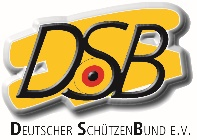 DSB
DEUTSCHER SCHÜTZENBUND E.V.